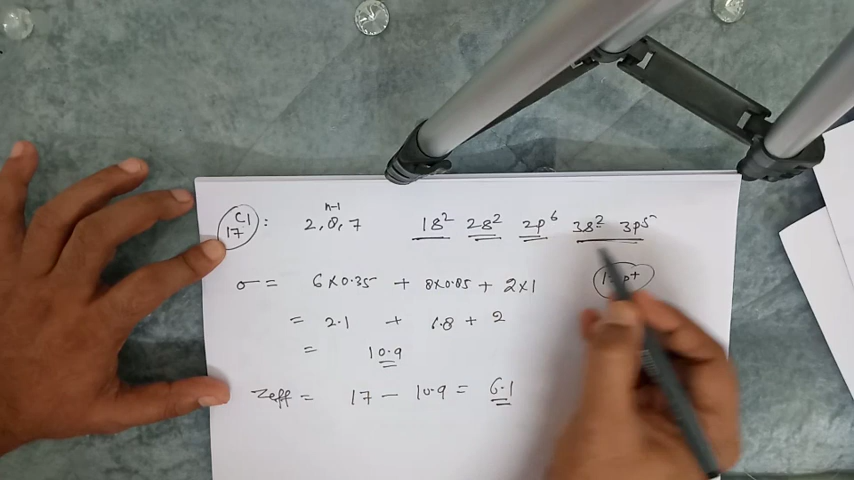 Cl
17 : 2,8,7 1s² 2s² 2p⁶ 3s² 3p⁵
n-1
σ = 6×0.35 + 8×0.85 + 2×1
= 2.1 + 6.8 + 2
= 10.9
Zeff = 17 − 10.9 = 6.1